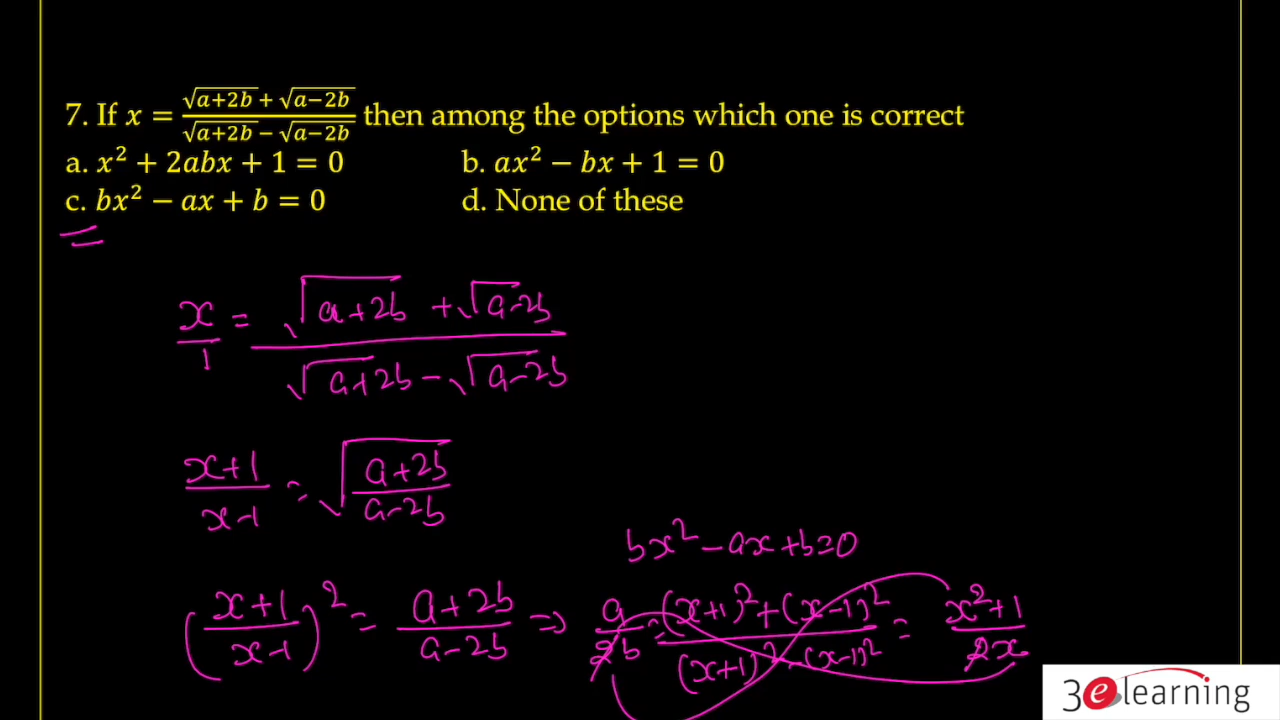 7. If x = (√(a+2b) + √(a−2b))/(√(a+2b) − √(a−2b)) then among the options which one is correct
a. x² + 2abx + 1 = 0 b. ax² − bx + 1 = 0
c. bx² − ax + b = 0 d. None of these
x/1 = (√(a+2b) + √(a-2b))/(√(a+2b) - √(a-2b))
(x+1)/(x-1) = √((a+2b)/(a-2b))
bx² - ax + b = 0
((x+1)/(x-1))² = (a+2b)/(a-2b) ⇒ a/2b = ((x+1)² + (x-1)²)/((x+1)² - (x-1)²) = (x²+1)/2x
3elearning